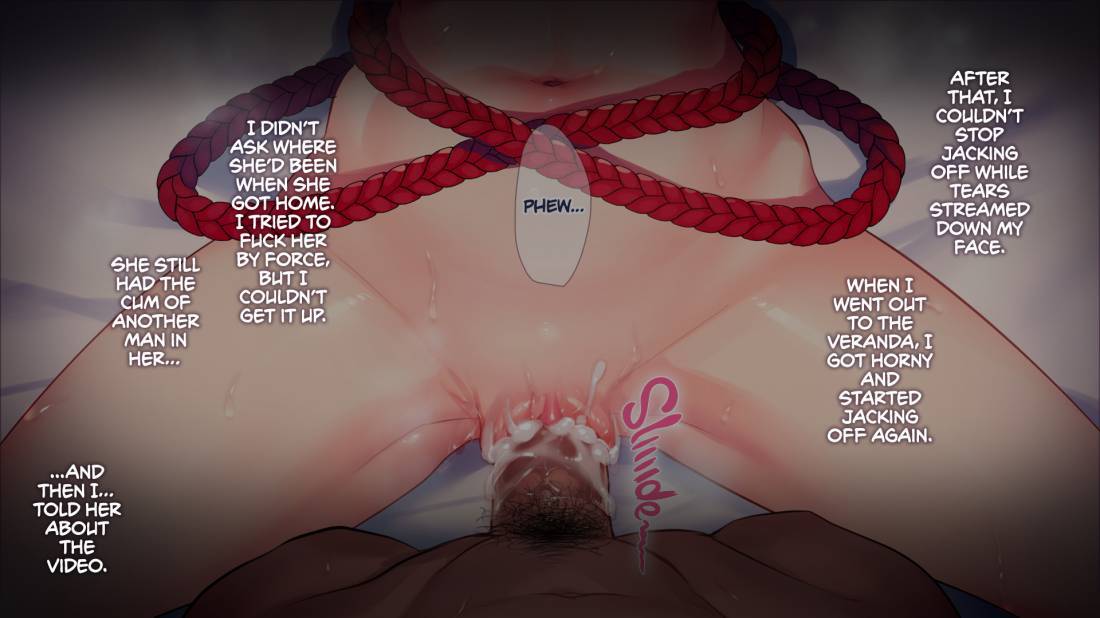 AFTER
THAT, I
COULDN'T
STOP
JACKING
OFF WHILE
TEARS
STREAMED
DOWN MY
FACE.
WHEN I
WENT OUT
TO THE
VERANDA, I
GOT HORNY
AND
STARTED
JACKING
OFF AGAIN.
PHEW...
Sliiiide~
I DIDN'T
ASK WHERE
SHE'D BEEN
WHEN SHE
GOT HOME.
I TRIED TO
FUCK HER
BY FORCE,
BUT I
COULDN'T
GET IT UP.
SHE STILL
HAD THE
CUM OF
ANOTHER
MAN IN
HER...
...AND
THEN I...
TOLD HER
ABOUT
THE
VIDEO.